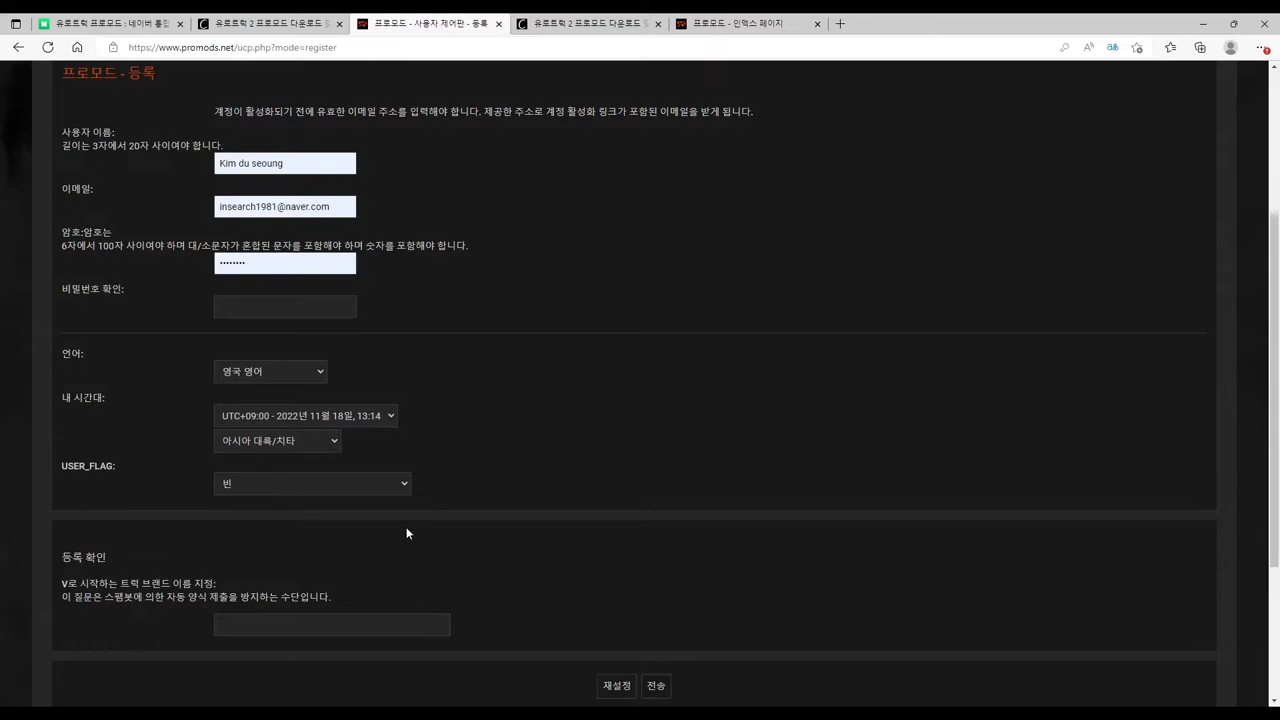 유로트럭 프로모드 : 네이버 통합
유로트럭 2 프로모드 다운로드 및
프로모드 - 사용자 제어판 - 등록
유로트럭 2 프로모드 다운로드 및
프로모드 - 인덱스 페이지
https://www.promods.net/ucp.php?mode=register
프로모드 - 등록
계정이 활성화되기 전에 유효한 이메일 주소를 입력해야 합니다. 제공한 주소로 계정 활성화 링크가 포함된 이메일을 받게 됩니다.
사용자 이름:
길이는 3자에서 20자 사이여야 합니다.
Kim du seoung
이메일:
insearch1981@naver.com
암호:암호는
6자에서 100자 사이여야 하며 대/소문자가 혼합된 문자를 포함해야 하며 숫자를 포함해야 합니다.
비밀번호 확인:
언어:
영국 영어
내 시간대:
UTC+09:00 - 2022년 11월 18일, 13:14
아시아 대륙/치타
USER_FLAG:
빈
등록 확인
V로 시작하는 트럭 브랜드 이름 지정:
이 질문은 스팸봇에 의한 자동 양식 제출을 방지하는 수단입니다.
재설정 전송